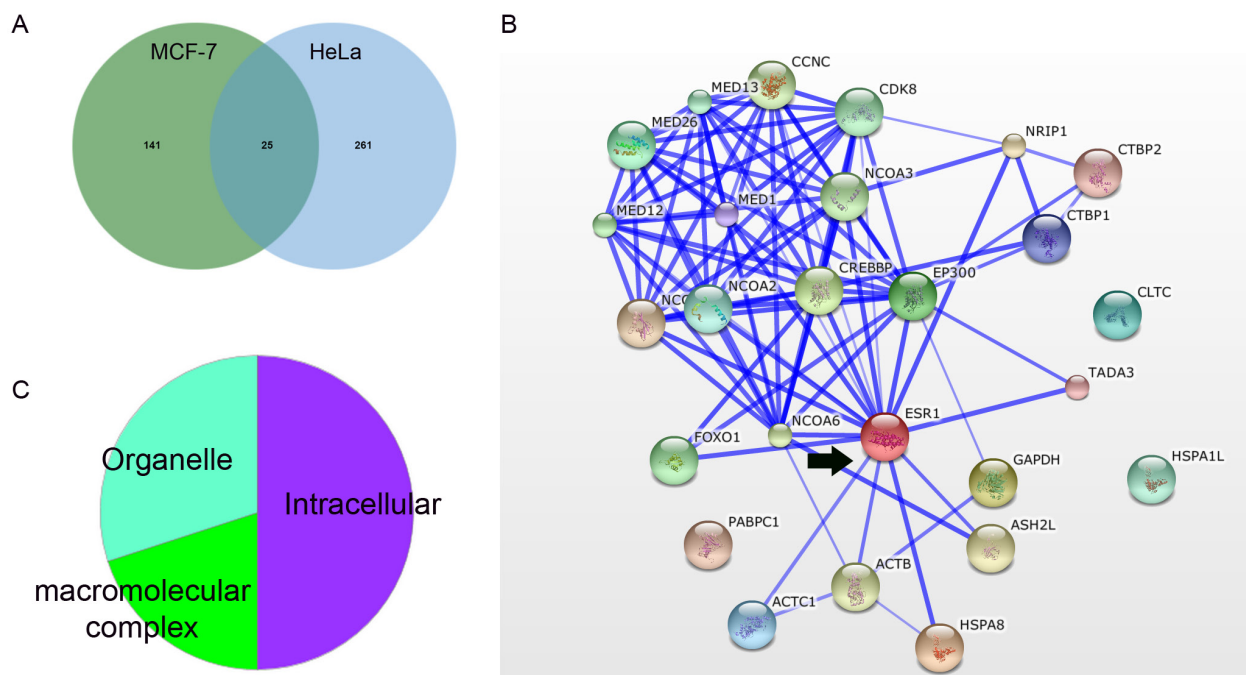 A
MCF-7
HeLa
141
25
261
B
CCNC
MED13
CDK8
MED26
NRIP1
CTBP2
NCOA3
MED1
MED12
CTBP1
CREBBP
EP300
NCOA2
CLTC
TADA3
ESR1
NCOA6
FOXO1
GAPDH
HSPA1L
PABPC1
ASH2L
ACTB
ACTC1
HSPA8
C
Organelle
Intracellular
macromolecular
complex